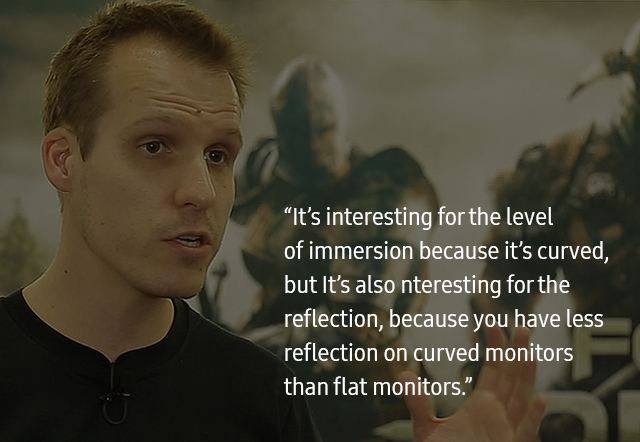 “It’s interesting for the level
of immersion because it’s curved,
but It’s also nteresting for the
reflection, because you have less
reflection on curved monitors
than flat monitors.”
FO